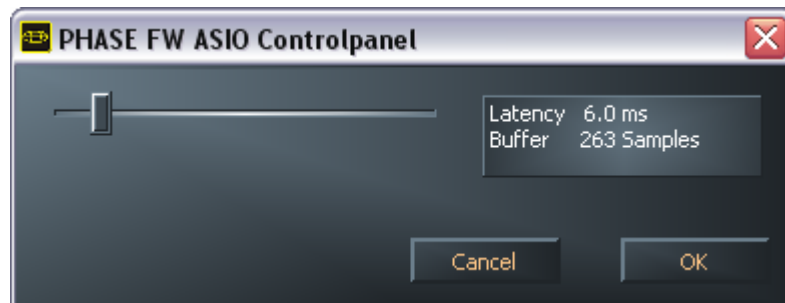 PHASE FW ASIO Controlpanel
Latency 6.0 ms
Buffer 263 Samples
Cancel OK